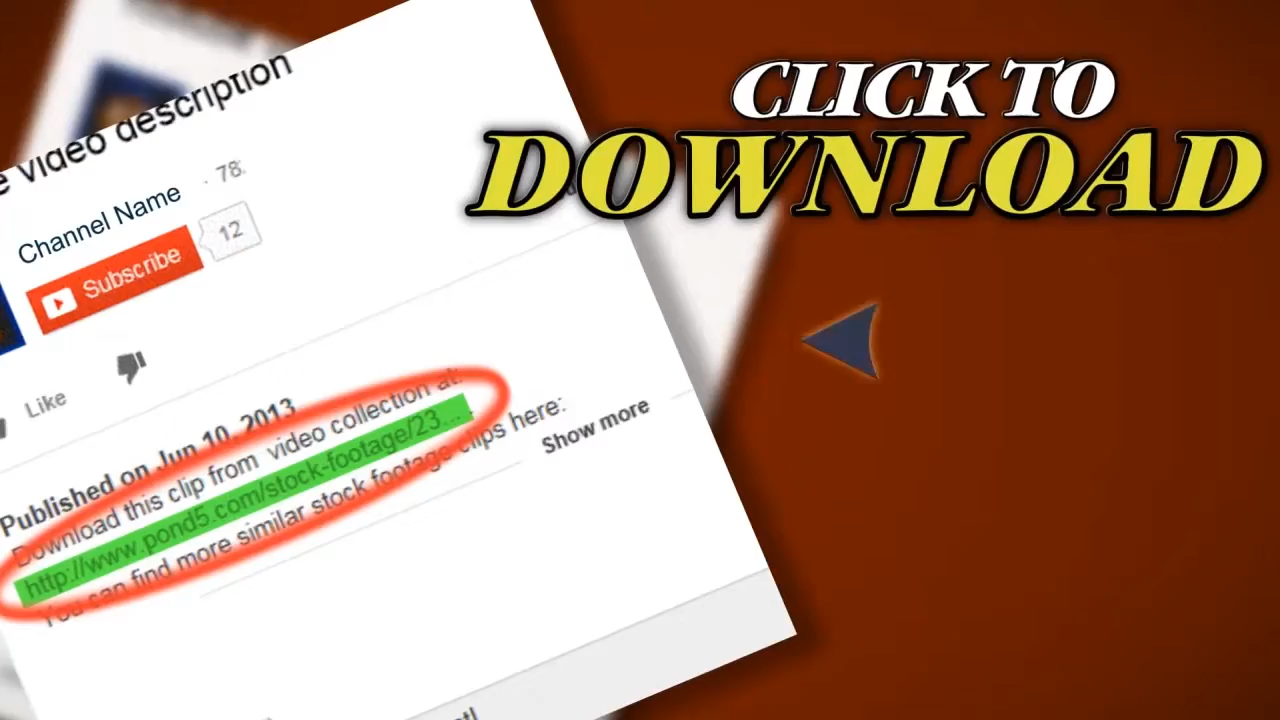 CLICK TO
DOWNLOAD
e video description
Channel Name
Subscribe
12
Like
Published on Jun 10, 2013
Download this clip from video collection at:
http://www.pond5.com/stock-footage/23...
You can find more similar stock footage clips here:
Show more